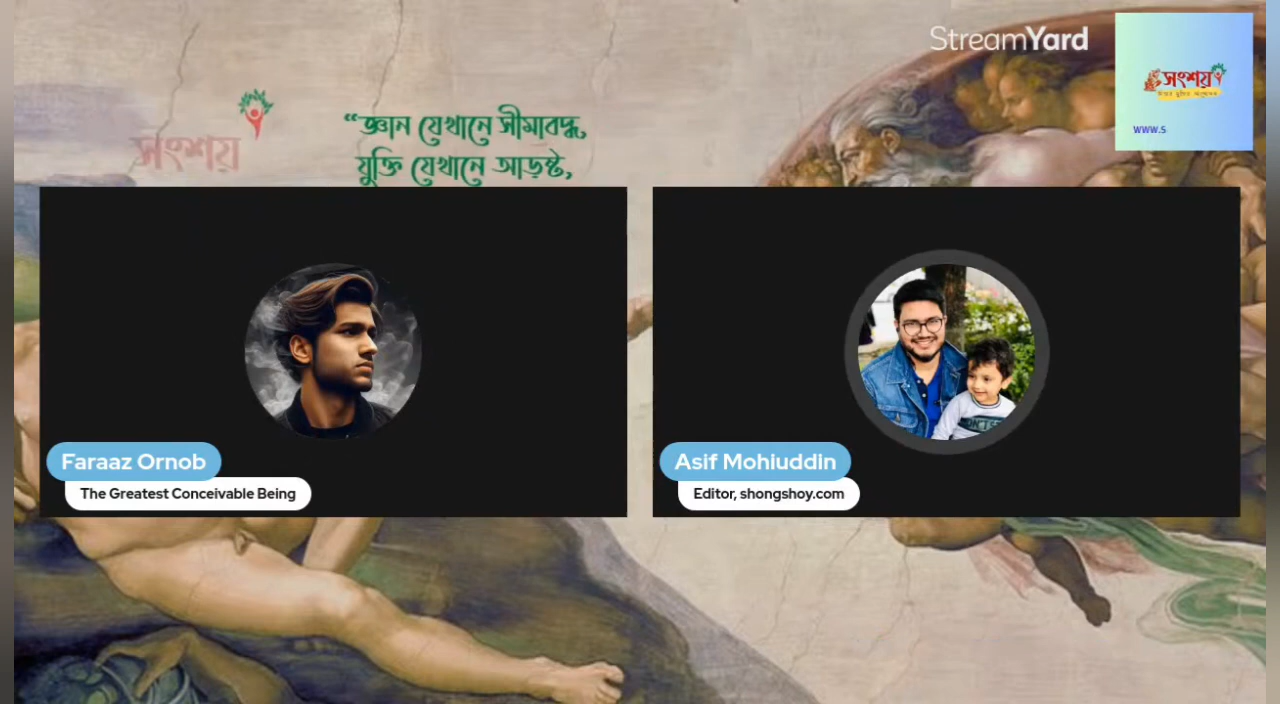 StreamYard
সংশয়
WWW.S
সংশয়
“জ্ঞান যেখানে সীমাবদ্ধ,
যুক্তি যেখানে আড়ষ্ট,
Faraaz Ornob
The Greatest Conceivable Being
Asif Mohiuddin
Editor, shongshoy.com